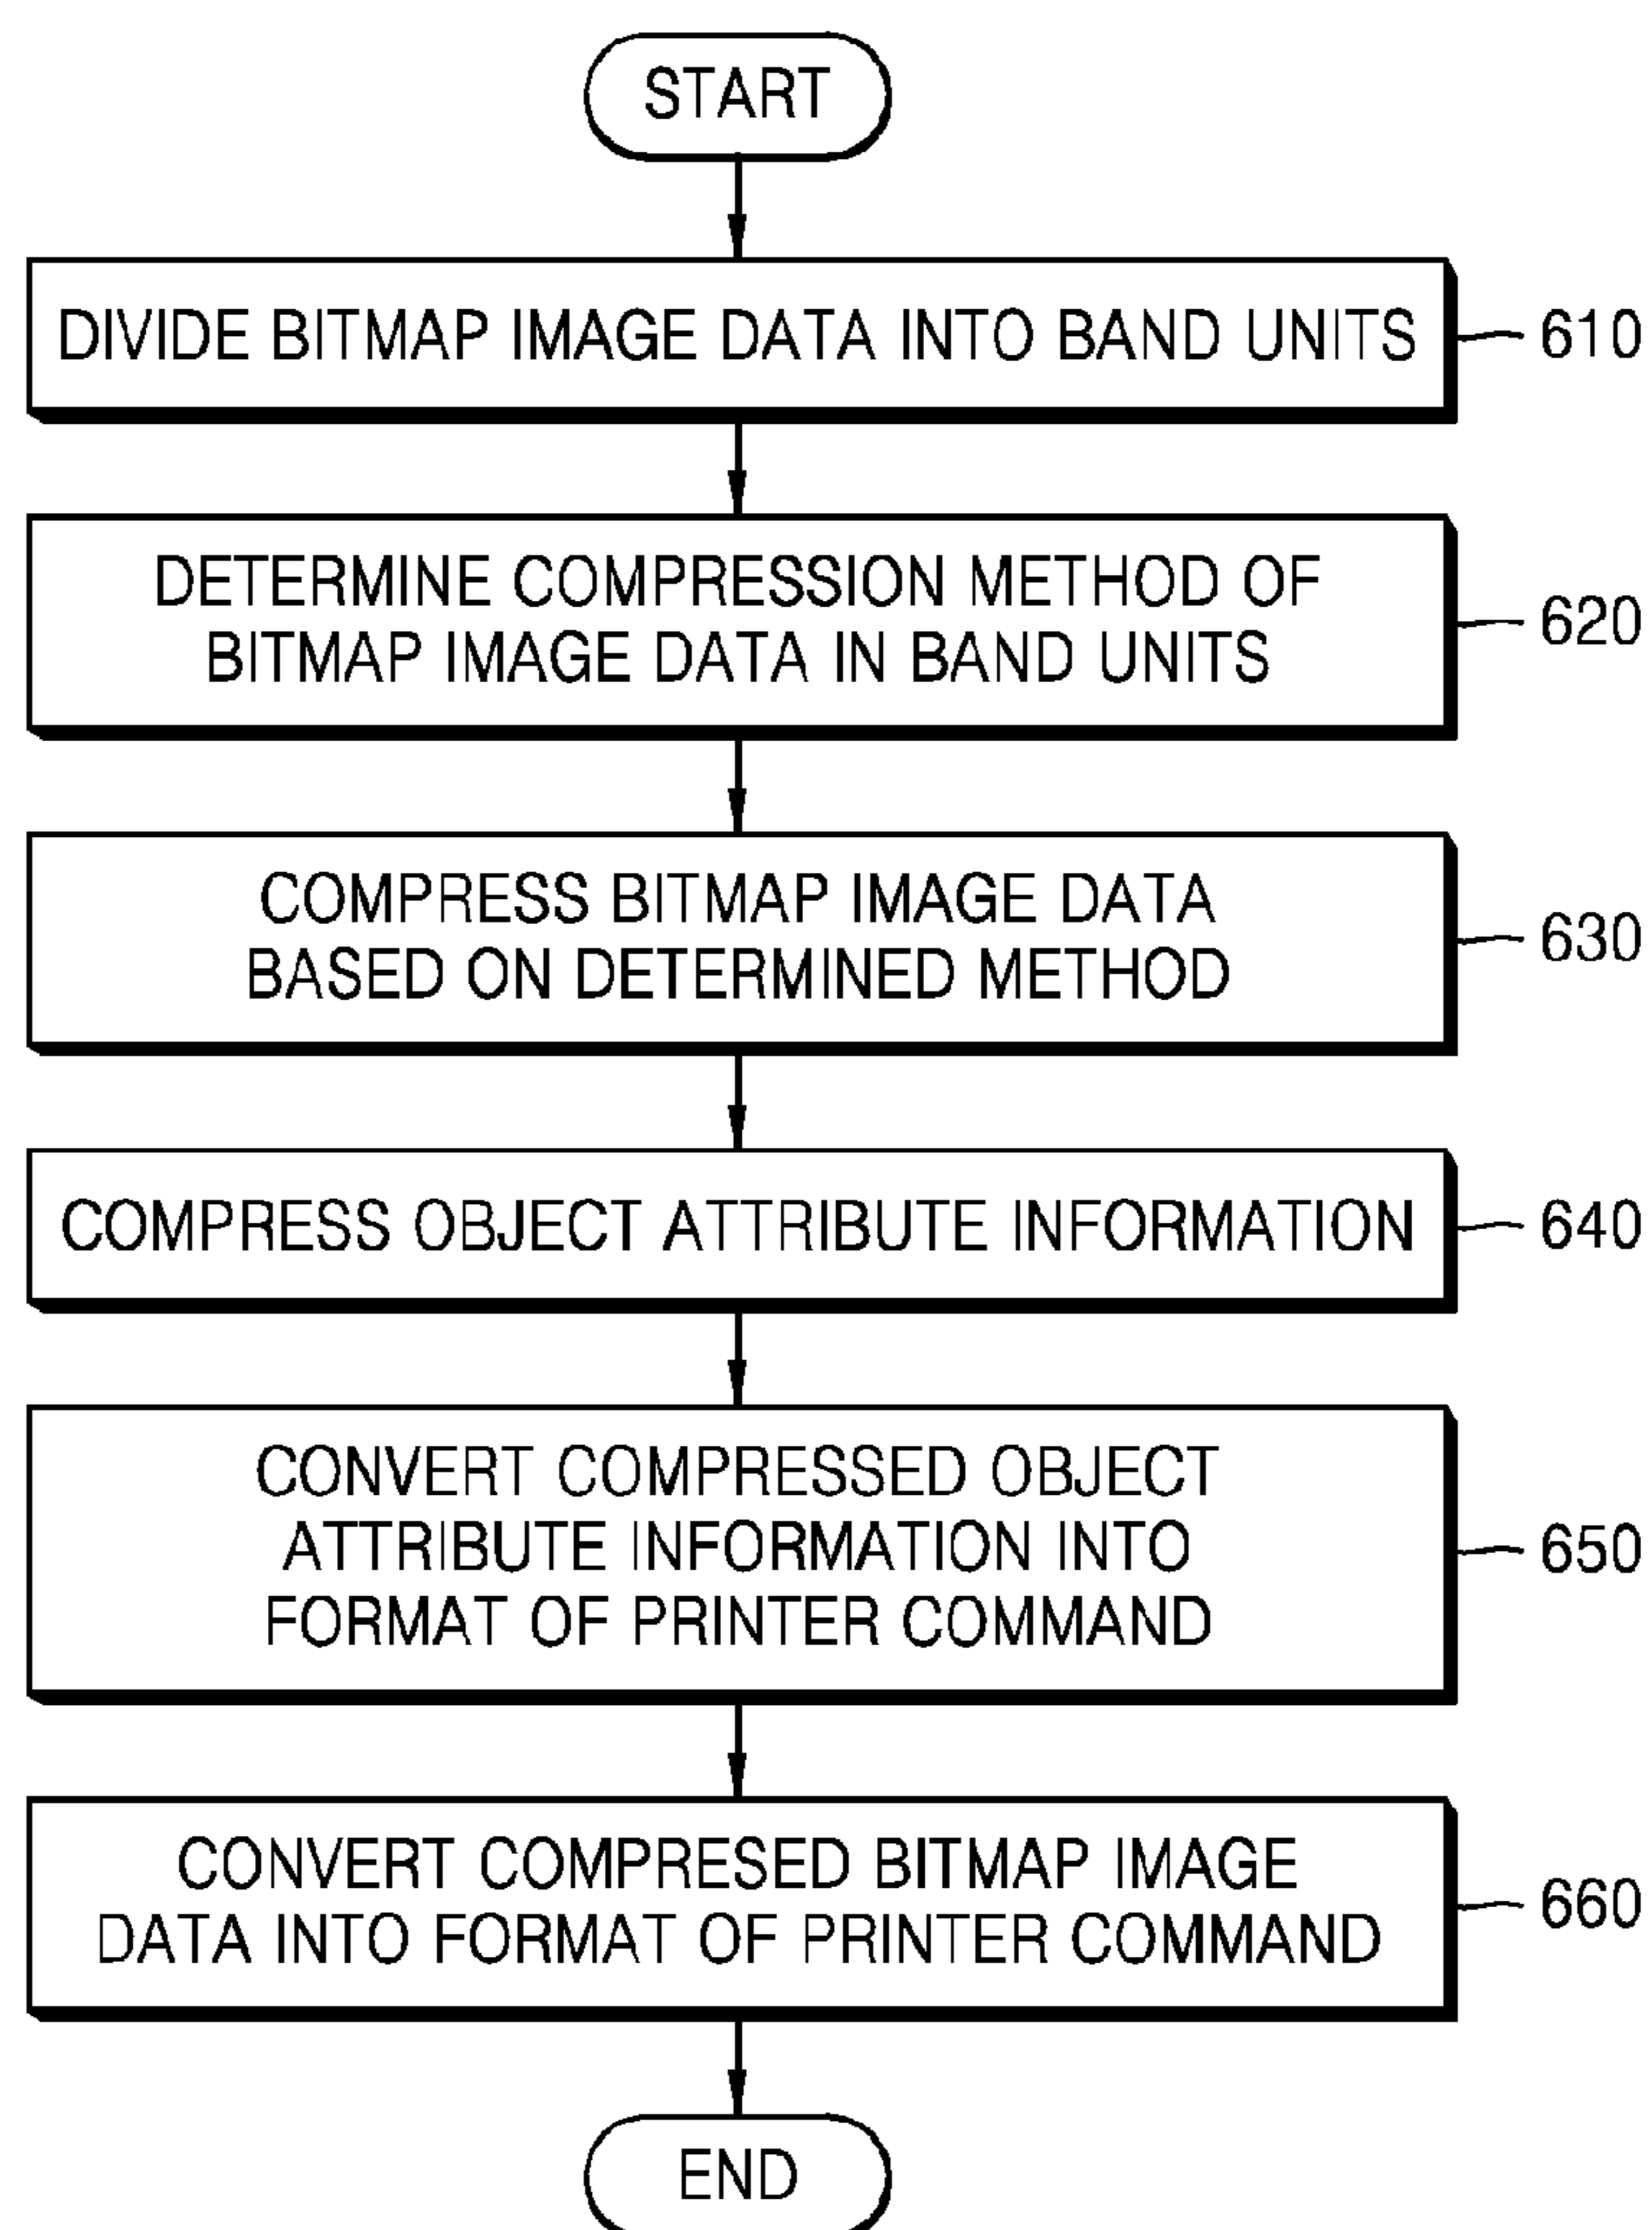 START
DIVIDE BITMAP IMAGE DATA INTO BAND UNITS
610
DETERMINE COMPRESSION METHOD OF
BITMAP IMAGE DATA IN BAND UNITS
620
COMPRESS BITMAP IMAGE DATA
BASED ON DETERMINED METHOD
630
COMPRESS OBJECT ATTRIBUTE INFORMATION
640
CONVERT COMPRESSED OBJECT
ATTRIBUTE INFORMATION INTO
FORMAT OF PRINTER COMMAND
650
CONVERT COMPRESED BITMAP IMAGE
DATA INTO FORMAT OF PRINTER COMMAND
660
END